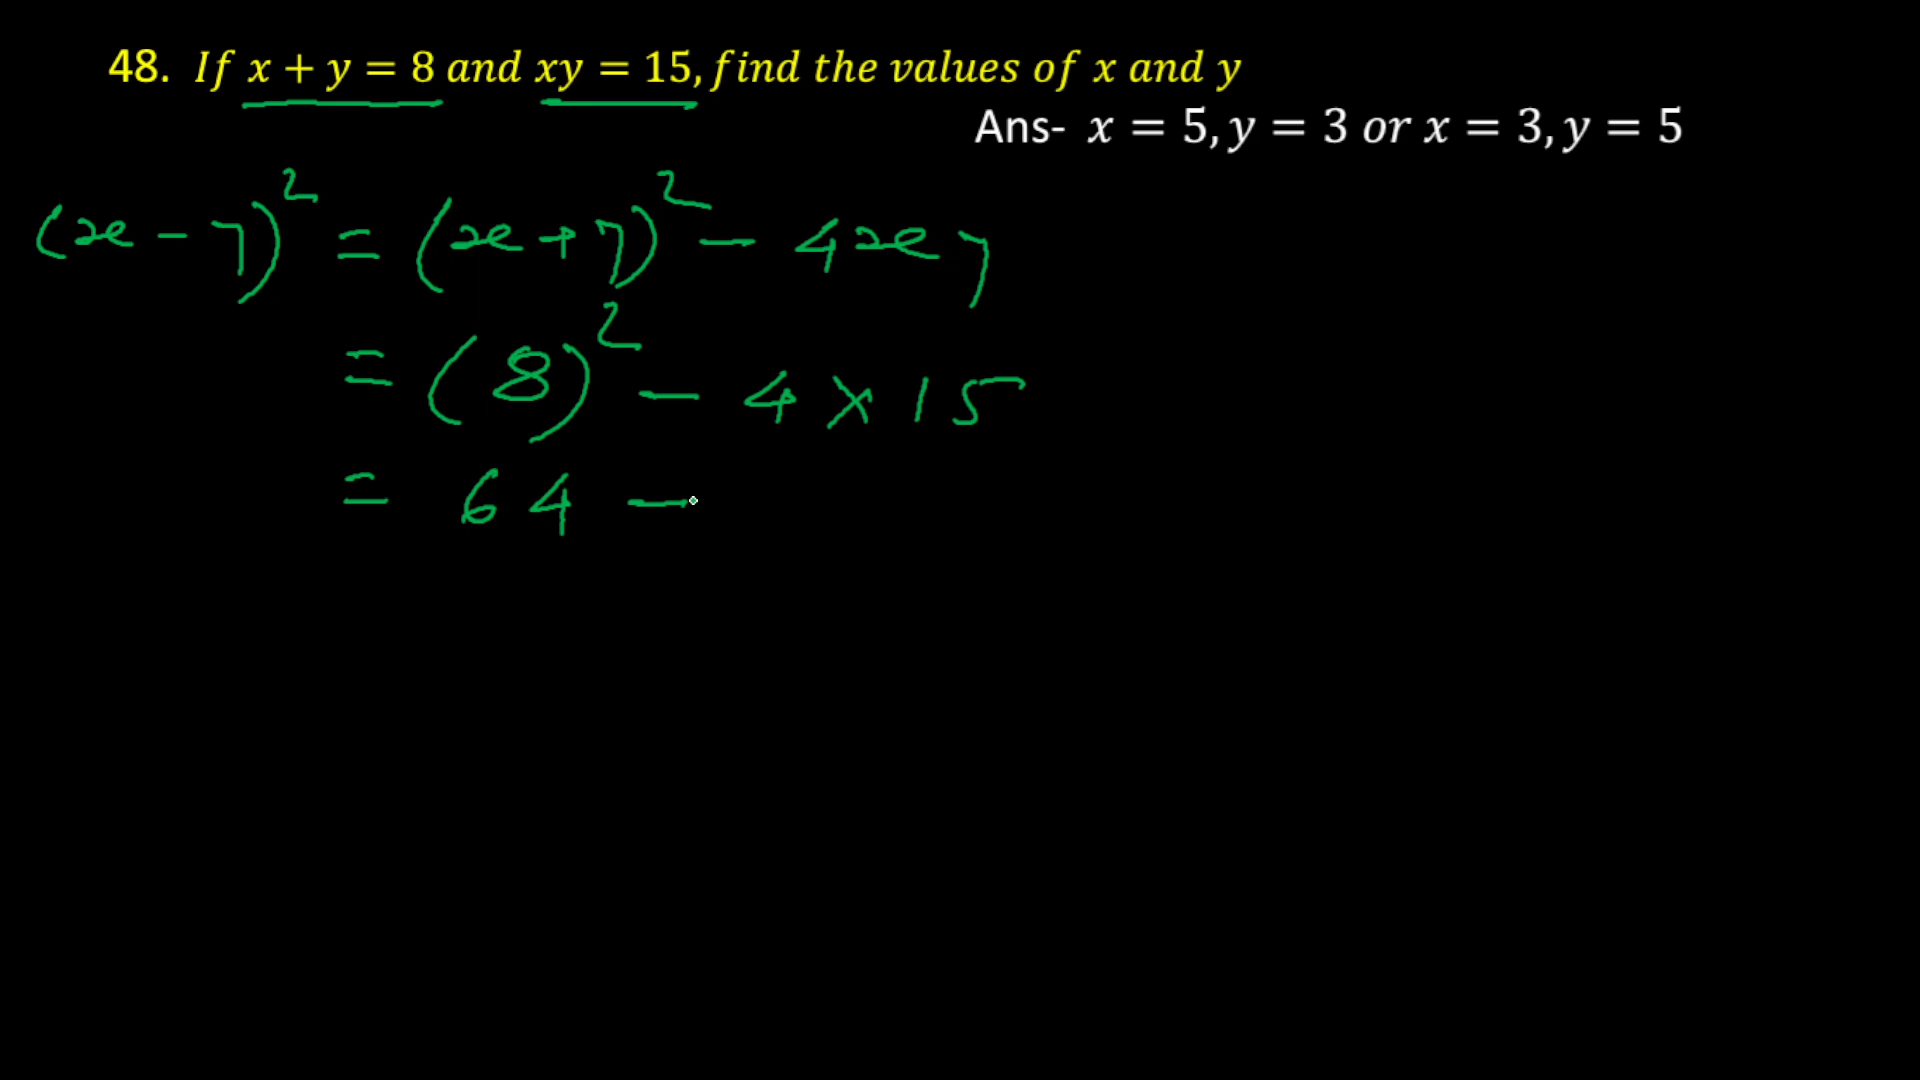 48. If x + y = 8 and xy = 15, find the values of x and y
Ans- x = 5, y = 3 or x = 3, y = 5
(x - y)² = (x + y)² - 4xy
= (8)² - 4 × 15
= 64 -